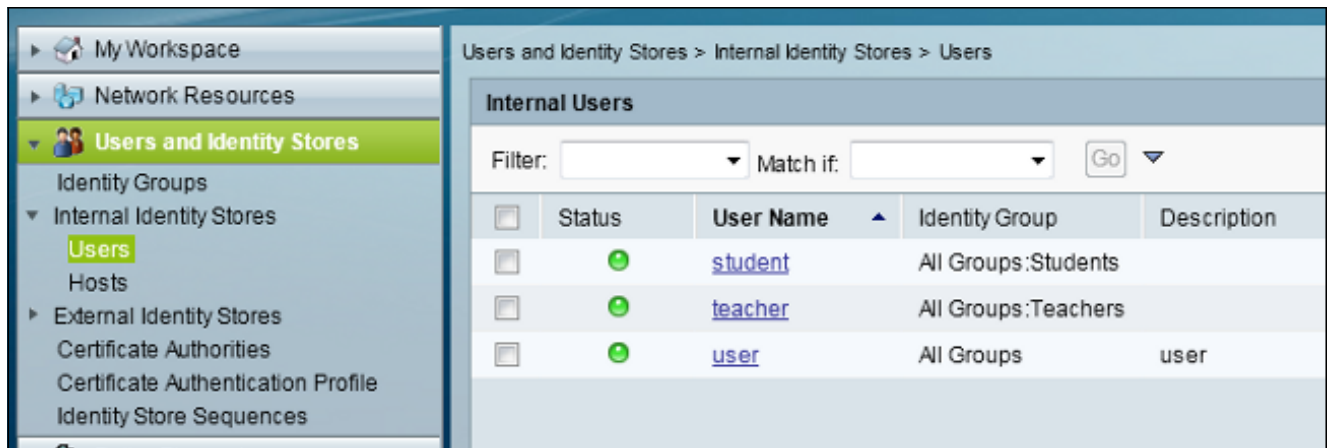 My Workspace
Network Resources
Users and Identity Stores
Identity Groups
Internal Identity Stores
Users
Hosts
External Identity Stores
Certificate Authorities
Certificate Authentication Profile
Identity Store Sequences
Users and Identity Stores > Internal Identity Stores > Users
Internal Users
Filter: Match if: Go
Status User Name Identity Group Description
student All Groups:Students
teacher All Groups:Teachers
user All Groups user